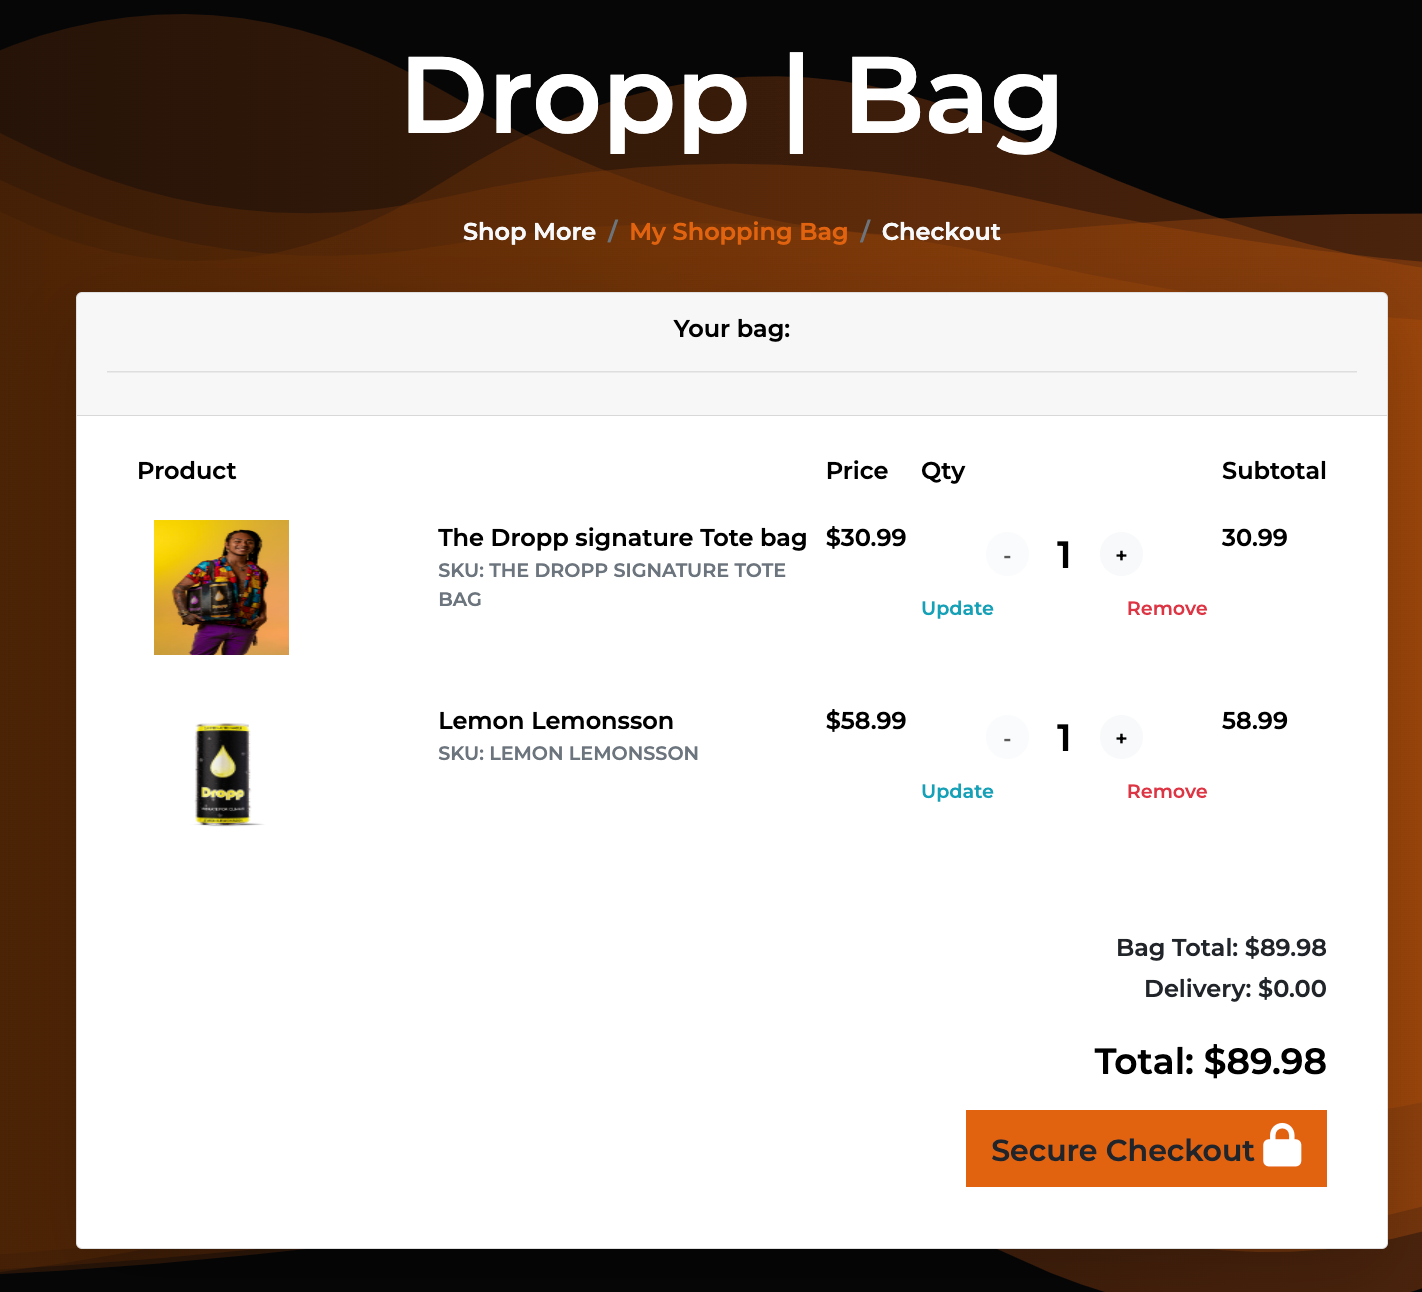 Dropp | Bag
Shop More / My Shopping Bag / Checkout
Your bag:
Product Price Qty Subtotal
The Dropp signature Tote bag $30.99 - 1 + 30.99
SKU: THE DROPP SIGNATURE TOTE
BAG
Update Remove
Lemon Lemonsson $58.99 - 1 + 58.99
SKU: LEMON LEMONSSON
Update Remove
Dropp
Bag Total: $89.98
Delivery: $0.00
Total: $89.98
Secure Checkout